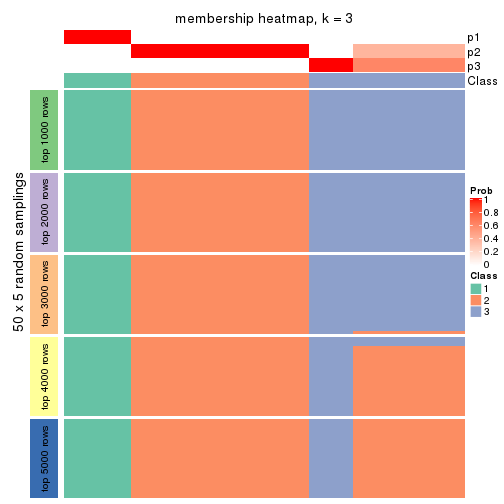 membership heatmap, k = 3
p1
p2
p3
Class
50 x 5 random samplings
top 1000 rows
top 2000 rows
top 3000 rows
top 4000 rows
top 5000 rows
Prob
1
0.8
0.6
0.4
0.2
0
Class
1
2
3